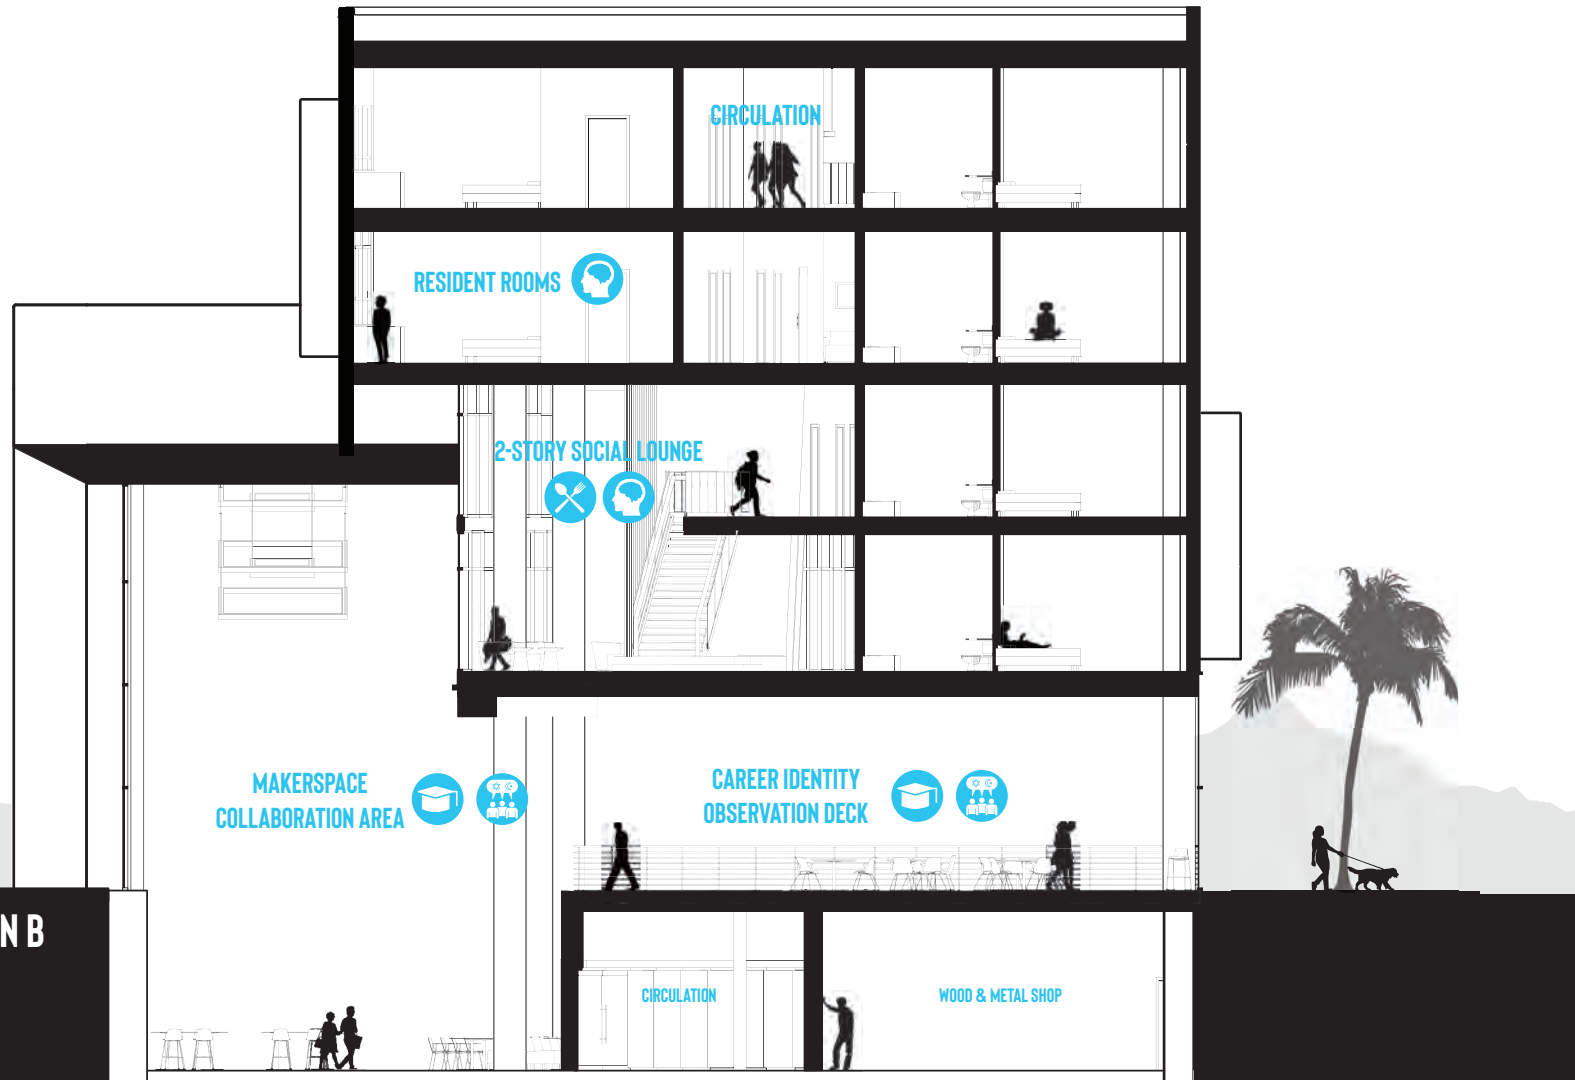 CIRCULATION
RESIDENT ROOMS
2-STORY SOCIAL LOUNGE
MAKERSPACE
COLLABORATION AREA
CAREER IDENTITY
OBSERVATION DECK
N B
CIRCULATION
WOOD & METAL SHOP